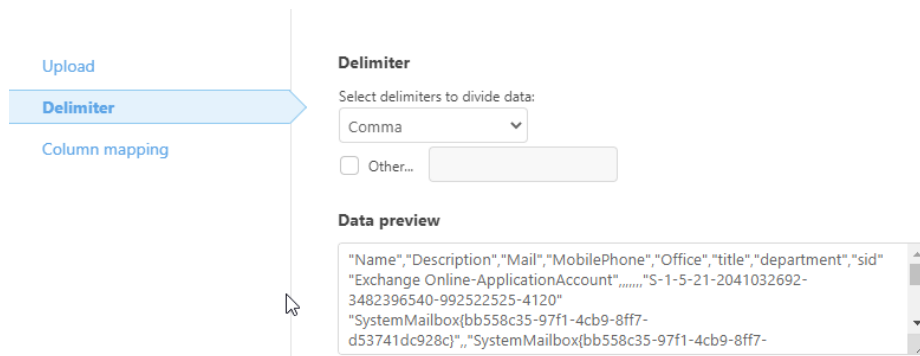 Upload
Delimiter
Column mapping
Delimiter
Select delimiters to divide data:
Comma
Other...
Data preview
"Name","Description","Mail","MobilePhone","Office","title","department","sid"
"Exchange Online-ApplicationAccount",,,,,,,"S-1-5-21-2041032692-
3482396540-992522525-4120"
"SystemMailbox{bb558c35-97f1-4cb9-8ff7-
d53741dc928c}",,"SystemMailbox{bb558c35-97f1-4cb9-8ff7-